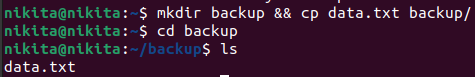 nikita@nikita:~$ mkdir backup && cp data.txt backup/
nikita@nikita:~$ cd backup
nikita@nikita:~/backup$ ls
data.txt